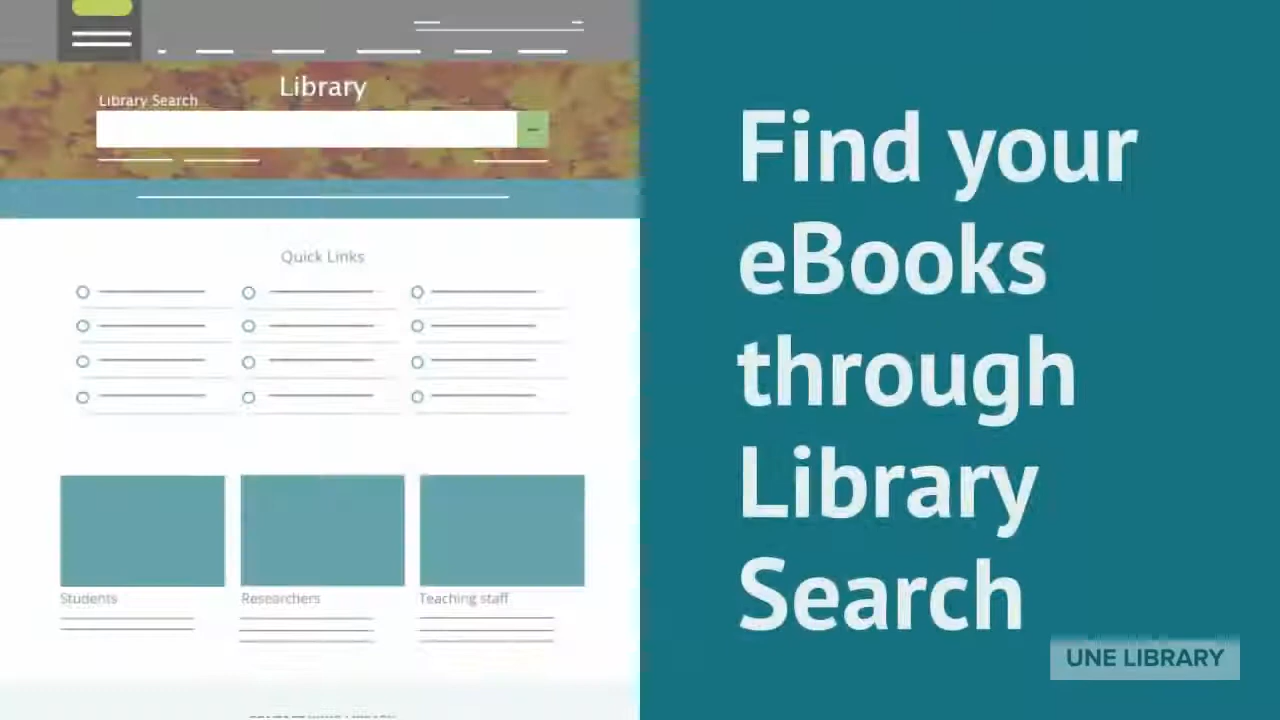 Library
Library Search
Quick Links
Students
Researchers
Teaching staff
Find your
eBooks
through
Library
Search
UNE LIBRARY